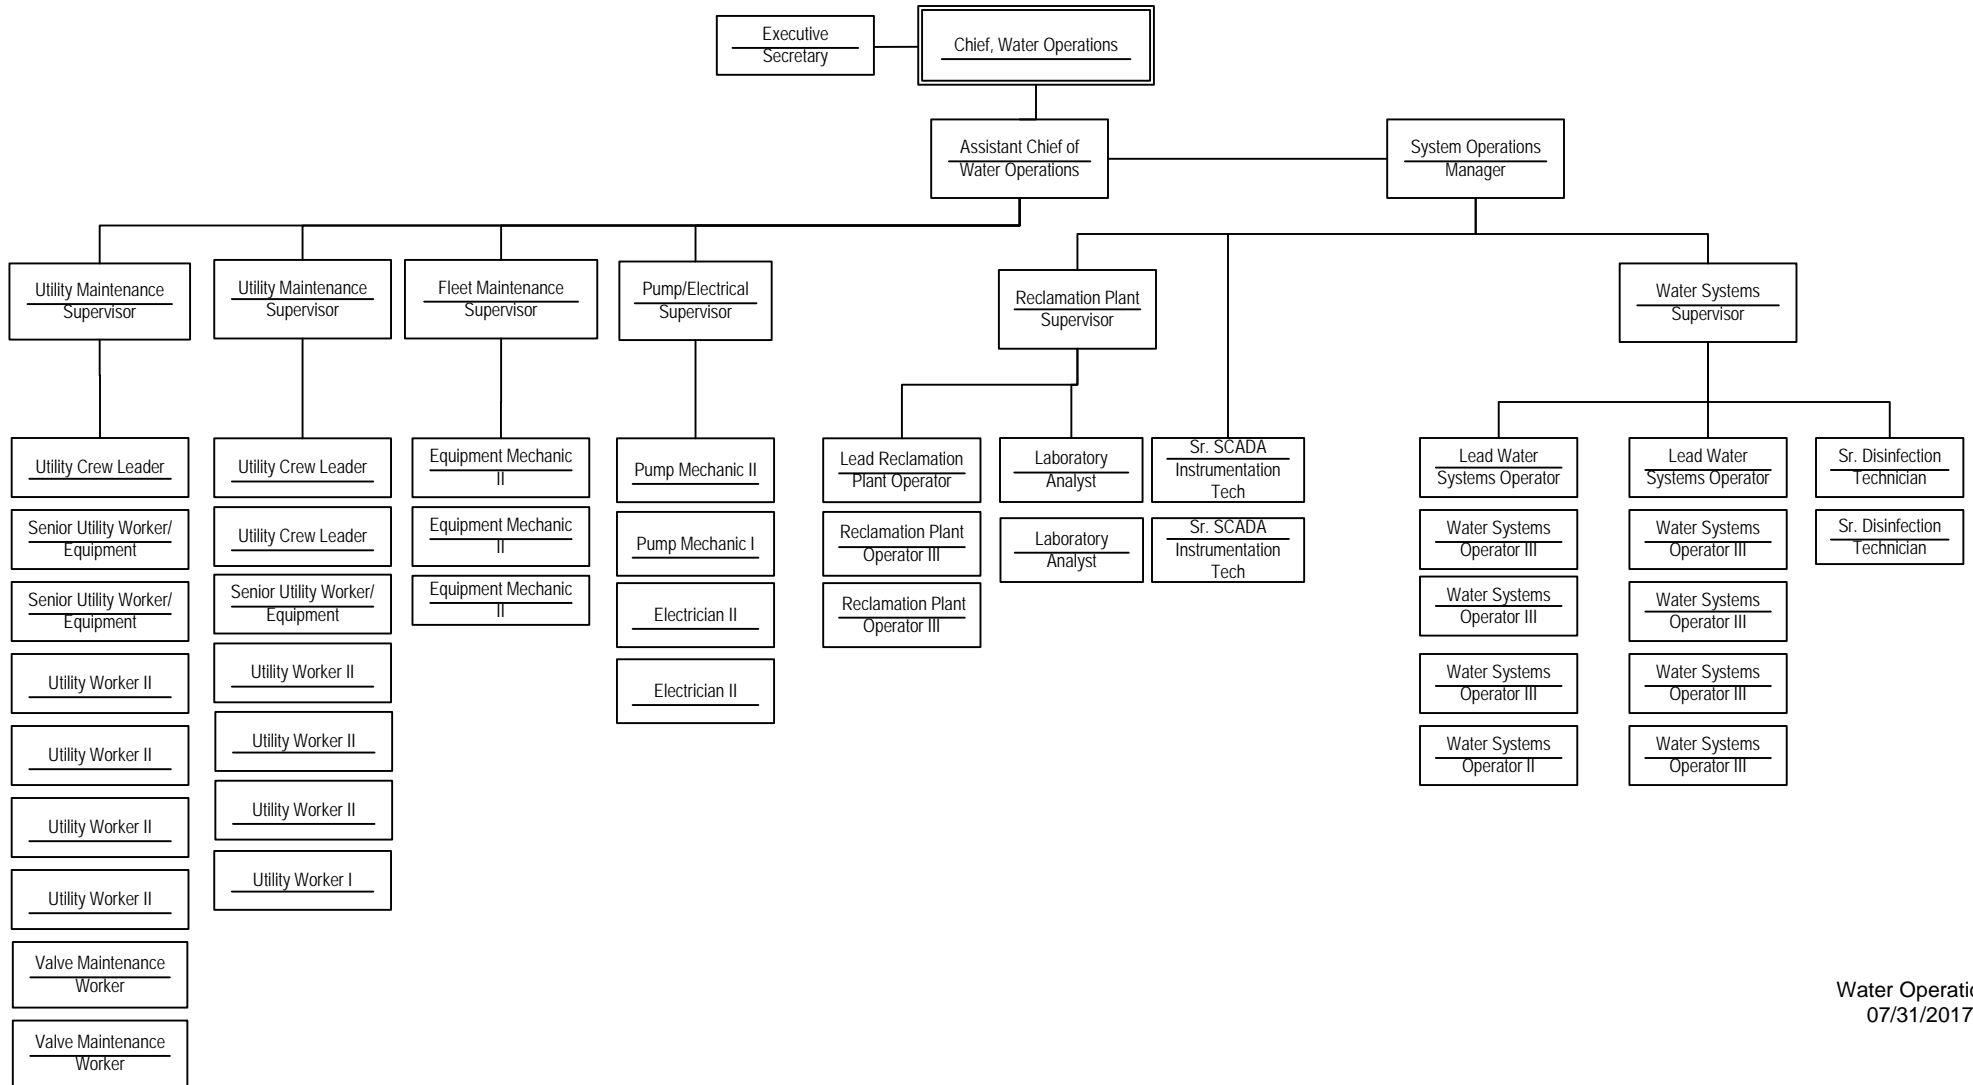 Executive
Secretary
Chief, Water Operations
Assistant Chief of
Water Operations
System Operations
Manager
Utility Maintenance
Supervisor
Utility Maintenance
Supervisor
Fleet Maintenance
Supervisor
Pump/Electrical
Supervisor
Reclamation Plant
Supervisor
Water Systems
Supervisor
Utility Crew Leader
Senior Utility Worker/
Equipment
Senior Utility Worker/
Equipment
Utility Worker II
Utility Worker II
Utility Worker II
Utility Worker II
Valve Maintenance
Worker
Valve Maintenance
Worker
Utility Crew Leader
Utility Crew Leader
Senior Utility Worker/
Equipment
Utility Worker II
Utility Worker II
Utility Worker II
Utility Worker I
Equipment Mechanic
II
Equipment Mechanic
II
Equipment Mechanic
II
Pump Mechanic II
Pump Mechanic I
Electrician II
Electrician II
Lead Reclamation
Plant Operator
Reclamation Plant
Operator III
Reclamation Plant
Operator III
Laboratory
Analyst
Laboratory
Analyst
Sr. SCADA
Instrumentation
Tech
Sr. SCADA
Instrumentation
Tech
Lead Water
Systems Operator
Water Systems
Operator III
Water Systems
Operator III
Water Systems
Operator III
Water Systems
Operator II
Lead Water
Systems Operator
Water Systems
Operator III
Water Systems
Operator III
Water Systems
Operator III
Water Systems
Operator III
Sr. Disinfection
Technician
Sr. Disinfection
Technician
Water
07/31/2017